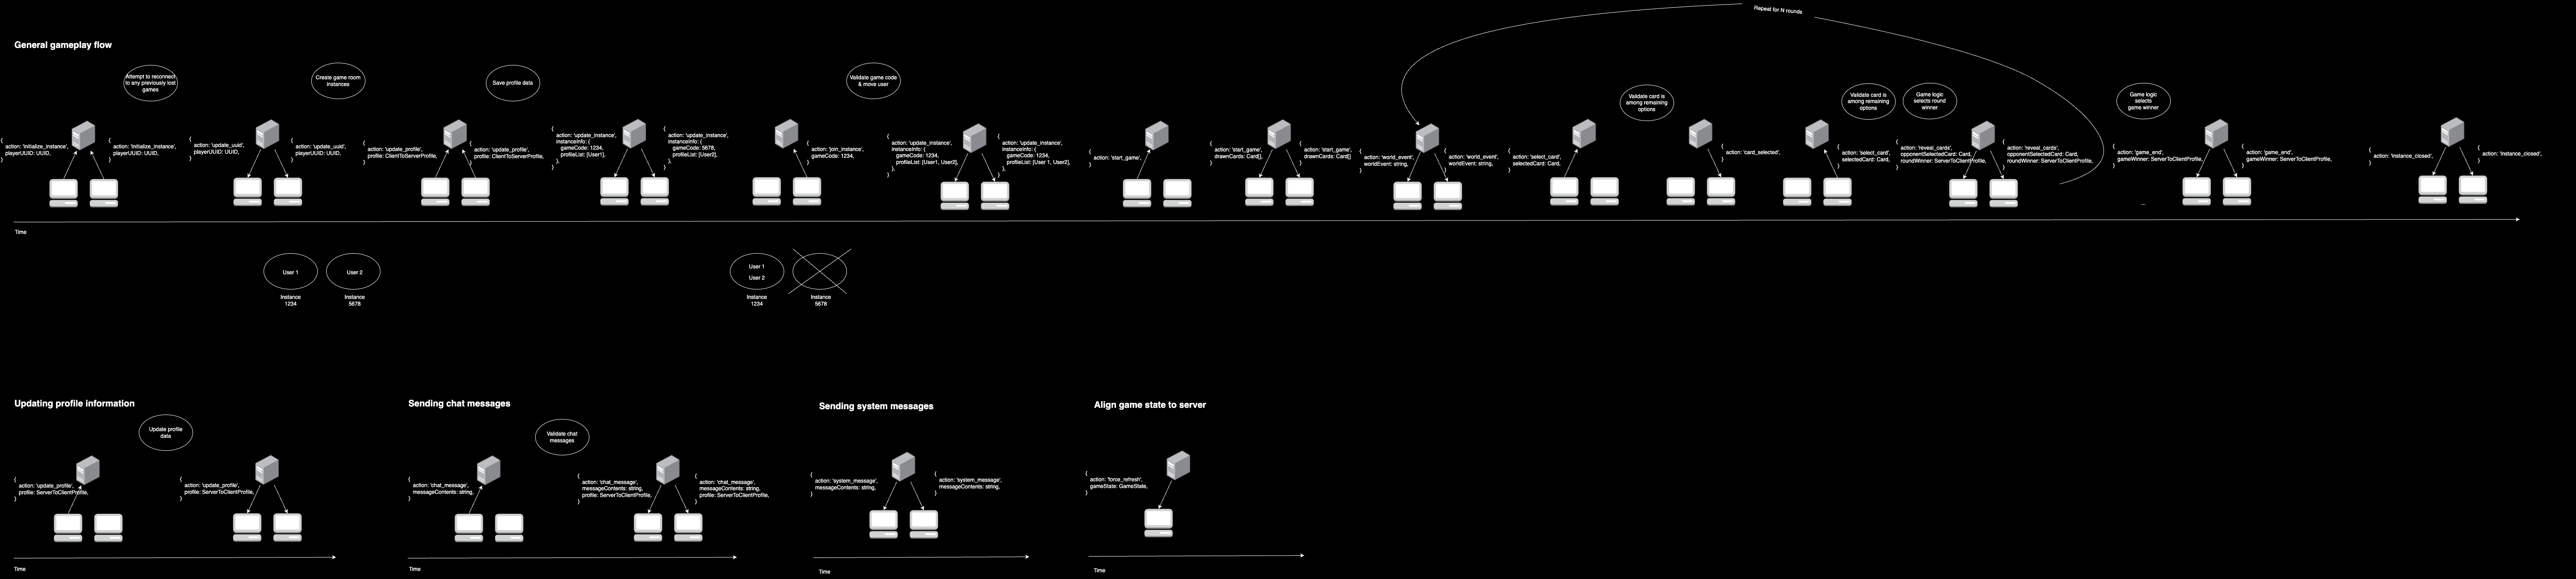 Repeat for N rounds
General gameplay flow
Attempt to reconnect
to any previously lost
games
Create game room
instances
Save profile data
Validate game code
& move user
Validate card is
among remaining
options
Validate card is
among remaining
options
Game logic
selects round
winner
Game logic
selects
game winner
{
action: 'initialize_instance',
playerUUID: UUID,
}
{
action: 'initialize_instance',
playerUUID: UUID,
}
{
action: 'update_uuid',
playerUUID: UUID,
}
{
action: 'update_uuid',
playerUUID: UUID,
}
{
action: 'update_profile',
profile: ClientToServerProfile,
}
{
action: 'update_profile',
profile: ClientToServerProfile,
}
{
action: 'update_instance',
instanceInfo: {
gameCode: 1234,
profileList: [User1],
},
}
{
action: 'update_instance',
instanceInfo: {
gameCode: 5678,
profileList: [User2],
},
}
{
action: 'join_instance',
gameCode: 1234,
}
{
action: 'update_instance',
instanceInfo: {
gameCode: 1234,
profileList: [User1, User2],
},
}
{
action: 'update_instance',
instanceInfo: {
gameCode: 1234,
profileList: [User 1, User2],
},
}
{
action: 'start_game',
}
{
action: 'start_game',
drawnCards: Card[],
}
{
action: 'start_game',
drawnCards: Card[]
}
{
action: 'world_event',
worldEvent: string,
}
{
action: 'world_event',
worldEvent: string,
}
{
action: 'select_card',
selectedCard: Card,
}
{
action: 'card_selected',
}
{
action: 'select_card',
selectedCard: Card,
}
{
action: 'reveal_cards',
opponentSelectedCard: Card,
roundWinner: ServerToClientProfile,
}
{
action: 'reveal_cards'
opponentSelectedCard: Card,
roundWinner: ServerToClientProfile,
}
{
action: 'game_end',
gameWinner: ServerToClientProfile,
}
{
action: 'game_end',
gameWinner: ServerToClientProfile,
}
{
action: 'instance_closed',
}
{
action: 'instance_closed',
}
Time
User 1
Instance
1234
User 2
Instance
5678
User 1
User 2
Instance
1234
Instance
5678
Updating profile information
Update profile
data
{
action: 'update_profile',
profile: ServerToClientProfile,
}
{
action: 'update_profile',
profile: ServerToClientProfile,
}
Time
Sending chat messages
Validate chat
messages
{
action: 'chat_message',
messageContents: string,
}
{
action: 'chat_message',
messageContents: string,
profile: ServerToClientProfile,
}
{
action: 'chat_message',
messageContents: string,
profile: ServerToClientProfile,
}
Time
Sending system messages
{
action: 'system_message',
messageContents: string,
}
{
action: 'system_message',
messageContents: string,
}
Time
Align game state to server
{
action: 'force_refresh',
gameState: GameState,
}
Time